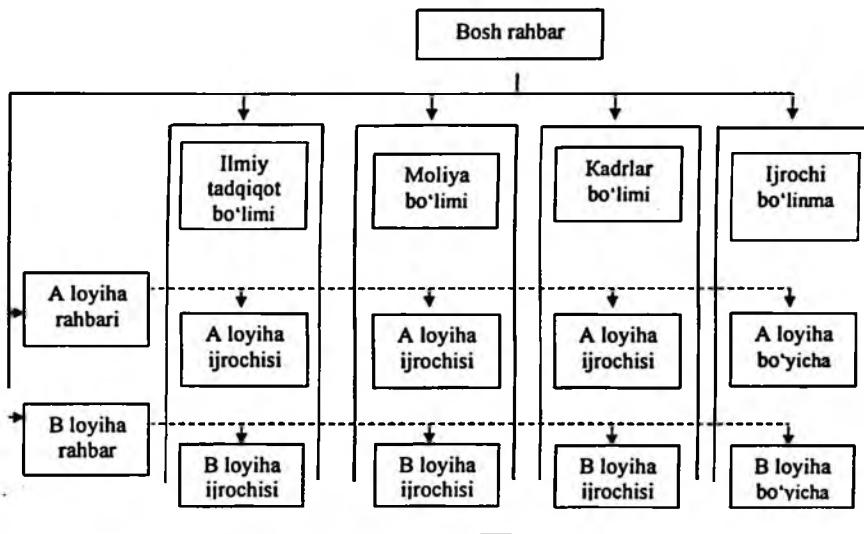 Bosh rahbar
Ilmiy
tadqiqot
bo‘limi
Moliya
bo‘limi
Kadrlar
bo‘limi
Ijrochi
bo‘linma
A loyiha
rahbari
A loyiha
ijrochisi
A loyiha
ijrochisi
A loyiha
ijrochisi
A loyiha
bo‘yicha
B loyiha
rahbar
B loyiha
ijrochisi
B loyiha
ijrochisi
B loyiha
ijrochisi
B loyiha
bo‘yicha